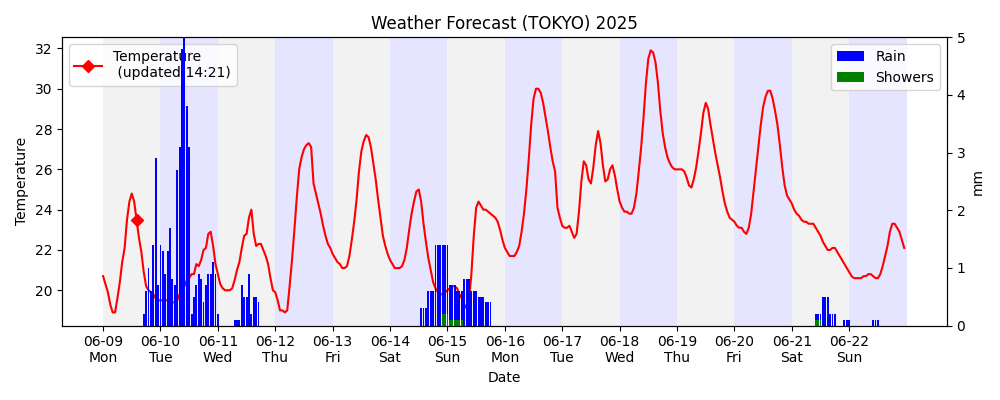 Weather Forecast (TOKYO) 2025
Temperature
(updated 14:21)
Rain
Showers
32
30
28
26
24
22
20
Temperature
5
4
3
2
1
0
mm
06-09 06-10 06-11 06-12 06-13 06-14 06-15 06-16 06-17 06-18 06-19 06-20 06-21 06-22
Mon Tue Wed Thu Fri Sat Sun Mon Tue Wed Thu Fri Sat Sun
Date